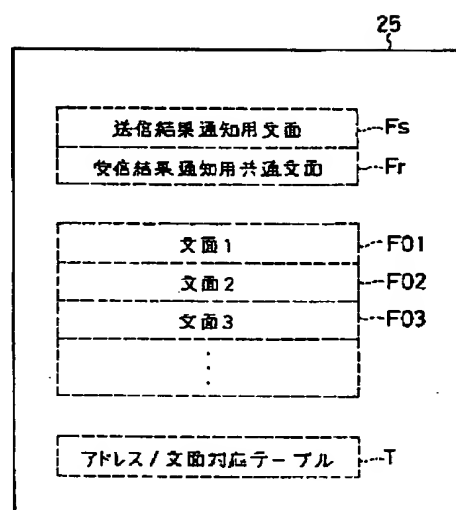 25
送信結果通知用文面 Fs
受信結果通知用共通文面 Fr
文面1 F01
文面2 F02
文面3 F03
アドレス/文面対応テーブル T